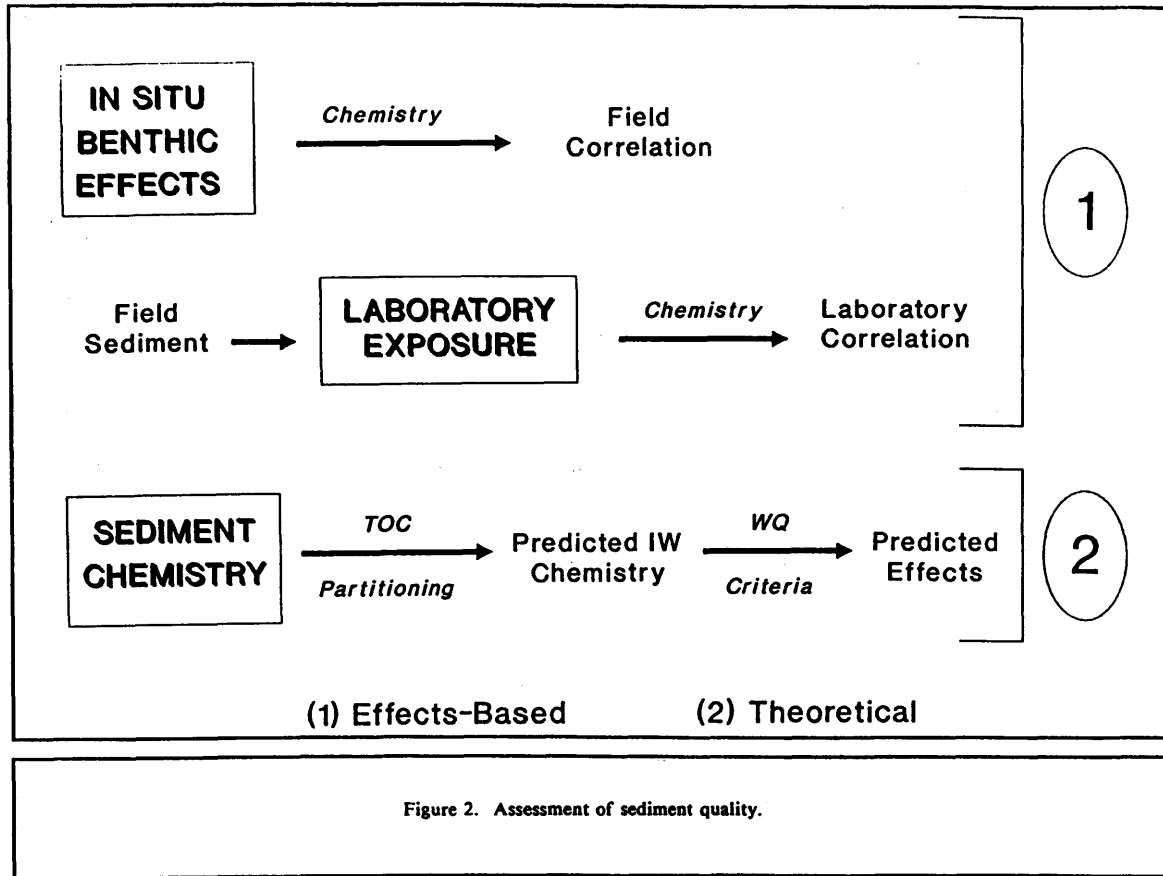 IN SITU
BENTHIC
EFFECTS
Chemistry
Field
Correlation
1
Field
Sediment
LABORATORY
EXPOSURE
Chemistry
Laboratory
Correlation
SEDIMENT
CHEMISTRY
TOC
Partitioning
Predicted IW
Chemistry
WQ
Criteria
Predicted
Effects
2
(1) Effects-Based (2) Theoretical
Figure 2. Assessment of sediment quality.